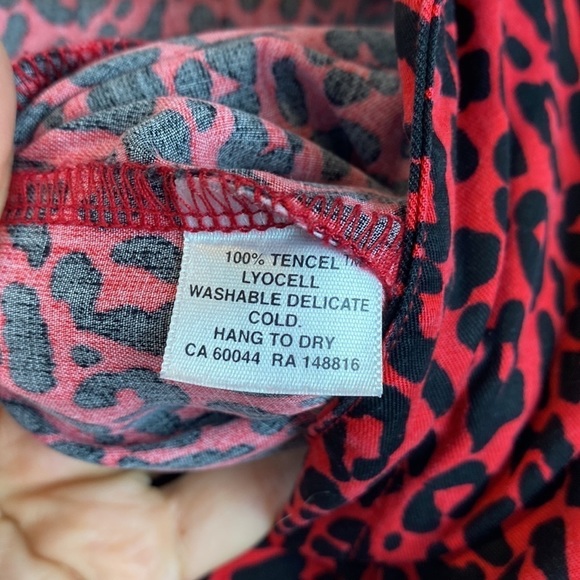 100% TENCEL™
LYOCELL
WASHABLE DELICATE
COLD.
HANG TO DRY
CA 60044 RA 148816